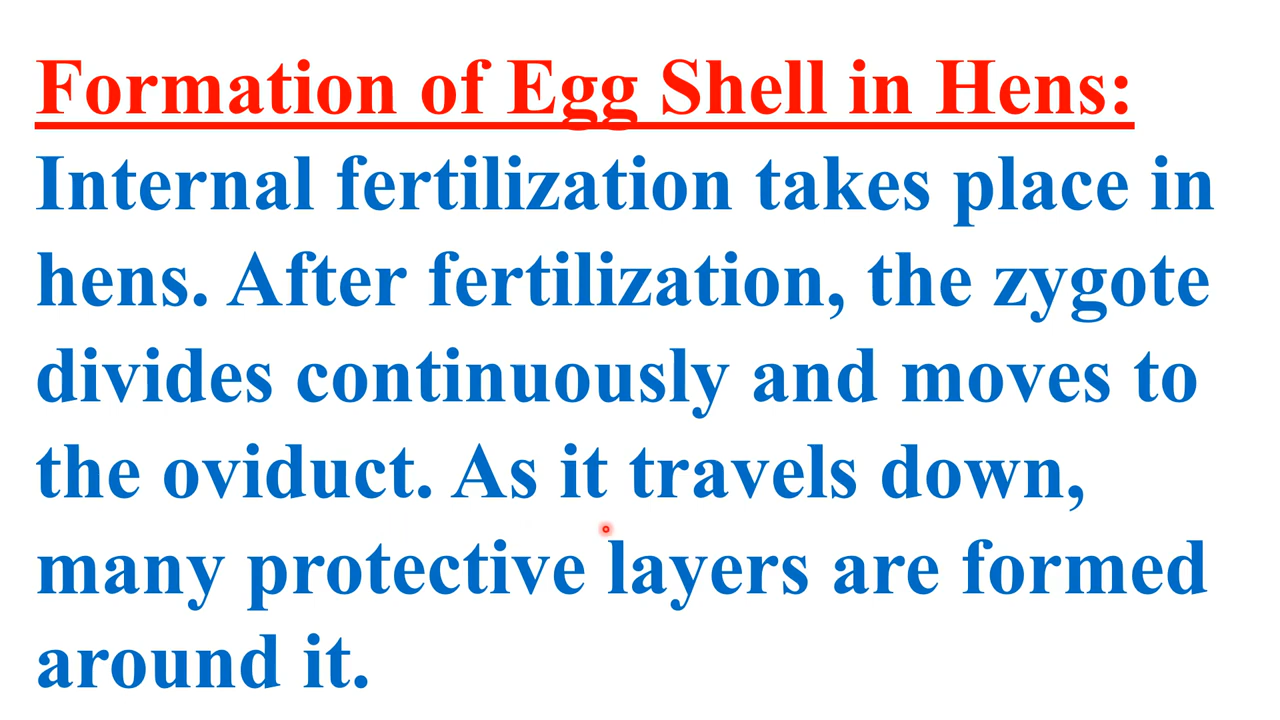 Formation of Egg Shell in Hens:
Internal fertilization takes place in
hens. After fertilization, the zygote
divides continuously and moves to
the oviduct. As it travels down,
many protective layers are formed
around it.